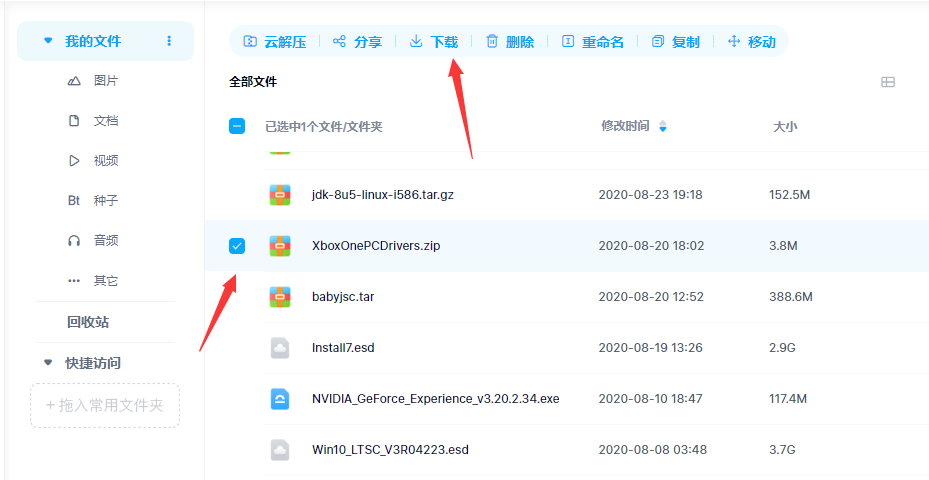 我的文件
图片
文档
视频
Bt 种子
音频
其它
回收站
快捷访问
+ 拖入常用文件夹
云解压 分享 下载 删除 重命名 复制 移动
全部文件
已选中1个文件/文件夹 修改时间 大小
jdk-8u5-linux-i586.tar.gz 2020-08-23 19:18 152.5M
XboxOnePCDrivers.zip 2020-08-20 18:02 3.8M
babyjsc.tar 2020-08-20 12:52 388.6M
Install7.esd 2020-08-19 13:26 2.9G
NVIDIA_GeForce_Experience_v3.20.2.34.exe 2020-08-10 18:47 117.4M
Win10_LTSC_V3R04223.esd 2020-08-08 03:48 3.7G